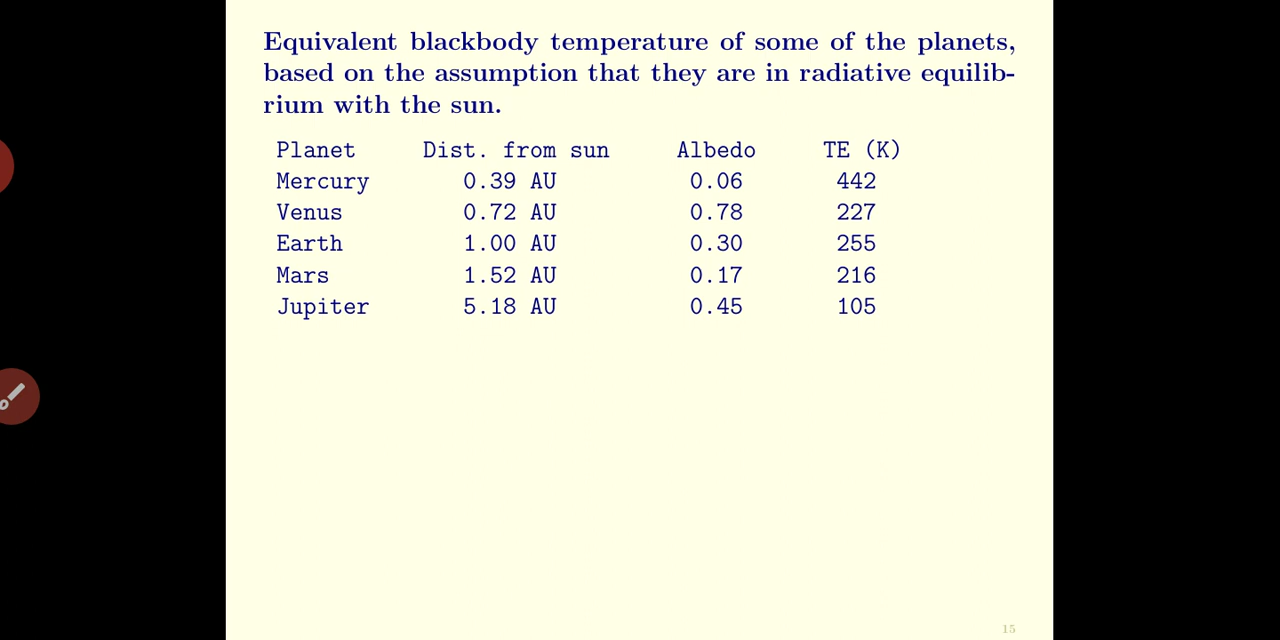 Equivalent blackbody temperature of some of the planets,
based on the assumption that they are in radiative equilib-
rium with the sun.
Planet Dist. from sun Albedo TE (K)
Mercury 0.39 AU 0.06 442
Venus 0.72 AU 0.78 227
Earth 1.00 AU 0.30 255
Mars 1.52 AU 0.17 216
Jupiter 5.18 AU 0.45 105
15